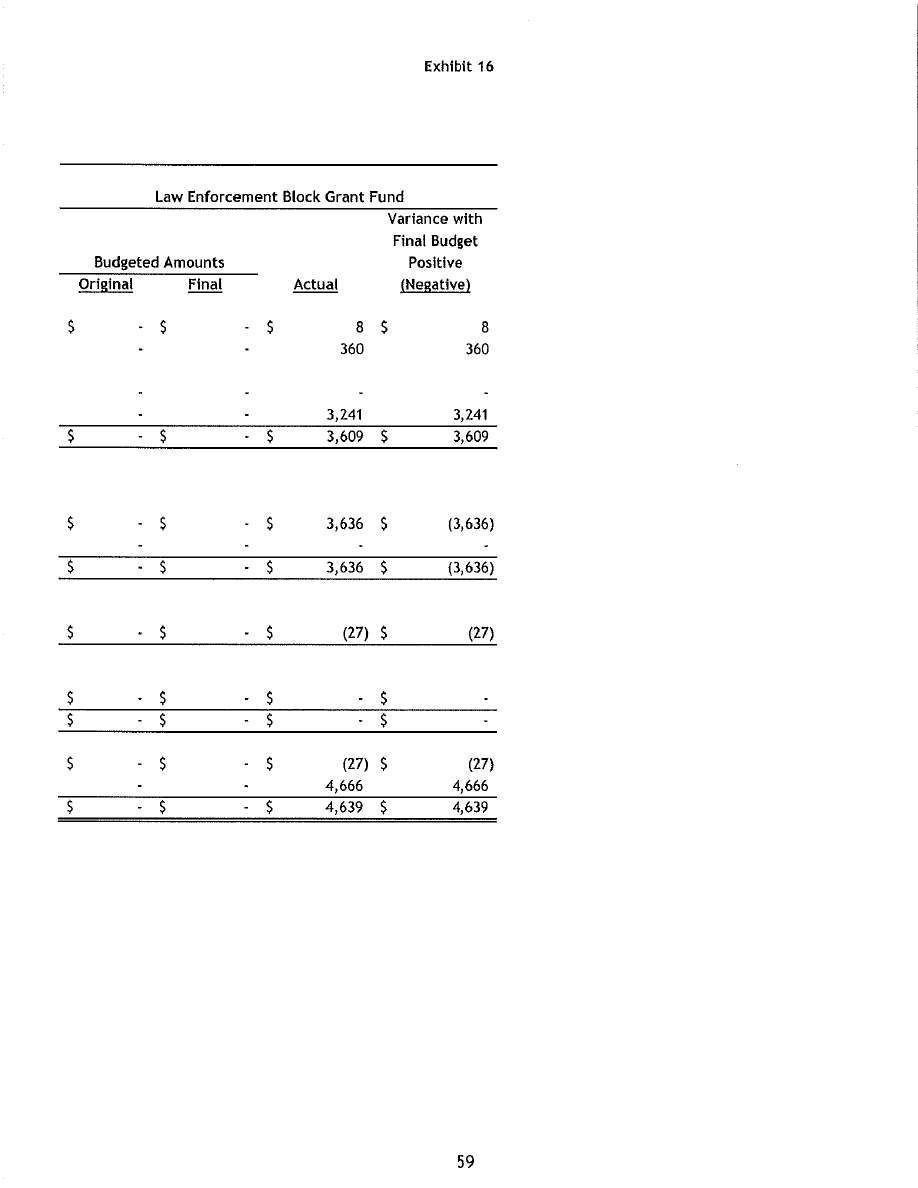 Exhibit 16
Law Enforcement Block Grant Fund
Variance with
Final Budget
Budgeted Amounts Positive
Original Final Actual (Negative)
$ - $ - $ 8 $ 8
- - 360 360
- - - -
- - 3,241 3,241
$ - $ - $ 3,609 $ 3,609
$ - $ - $ 3,636 $ (3,636)
- - - -
$ - $ - $ 3,636 $ (3,636)
$ - $ - $ (27) $ (27)
$ - $ - $ - $ -
$ - $ - $ - $ -
$ - $ - $ (27) $ (27)
- - 4,666 4,666
$ - $ - $ 4,639 $ 4,639
59